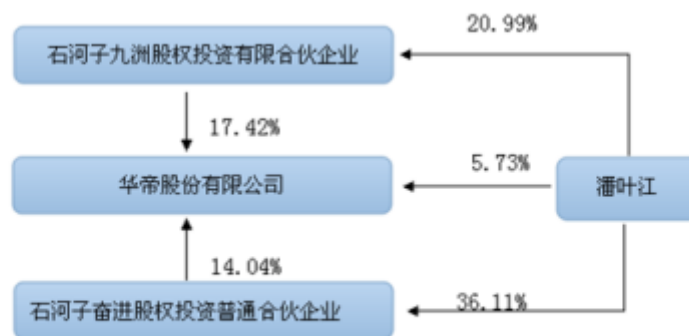 20.99%
石河子九洲股权投资有限合伙企业
17.42%
华帝股份有限公司
5.73%
潘叶江
14.04%
石河子奋进股权投资普通合伙企业
36.11%